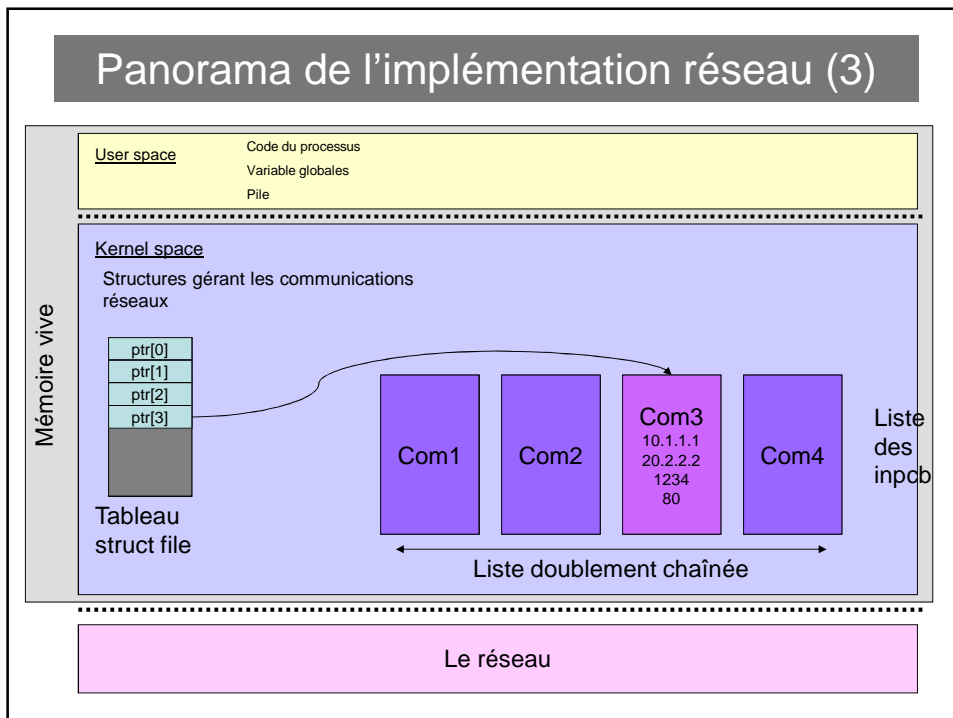 Panorama de l’implémentation réseau (3)
Mémoire vive
User space
Code du processus
Variable globales
Pile
Kernel space
Structures gérant les communications
réseaux
ptr[0]
ptr[1]
ptr[2]
ptr[3]
Tableau
struct file
Com1
Com2
Com3
10.1.1.1
20.2.2.2
1234
80
Com4
Liste
des
inpcb
Liste doublement chaînée
Le réseau